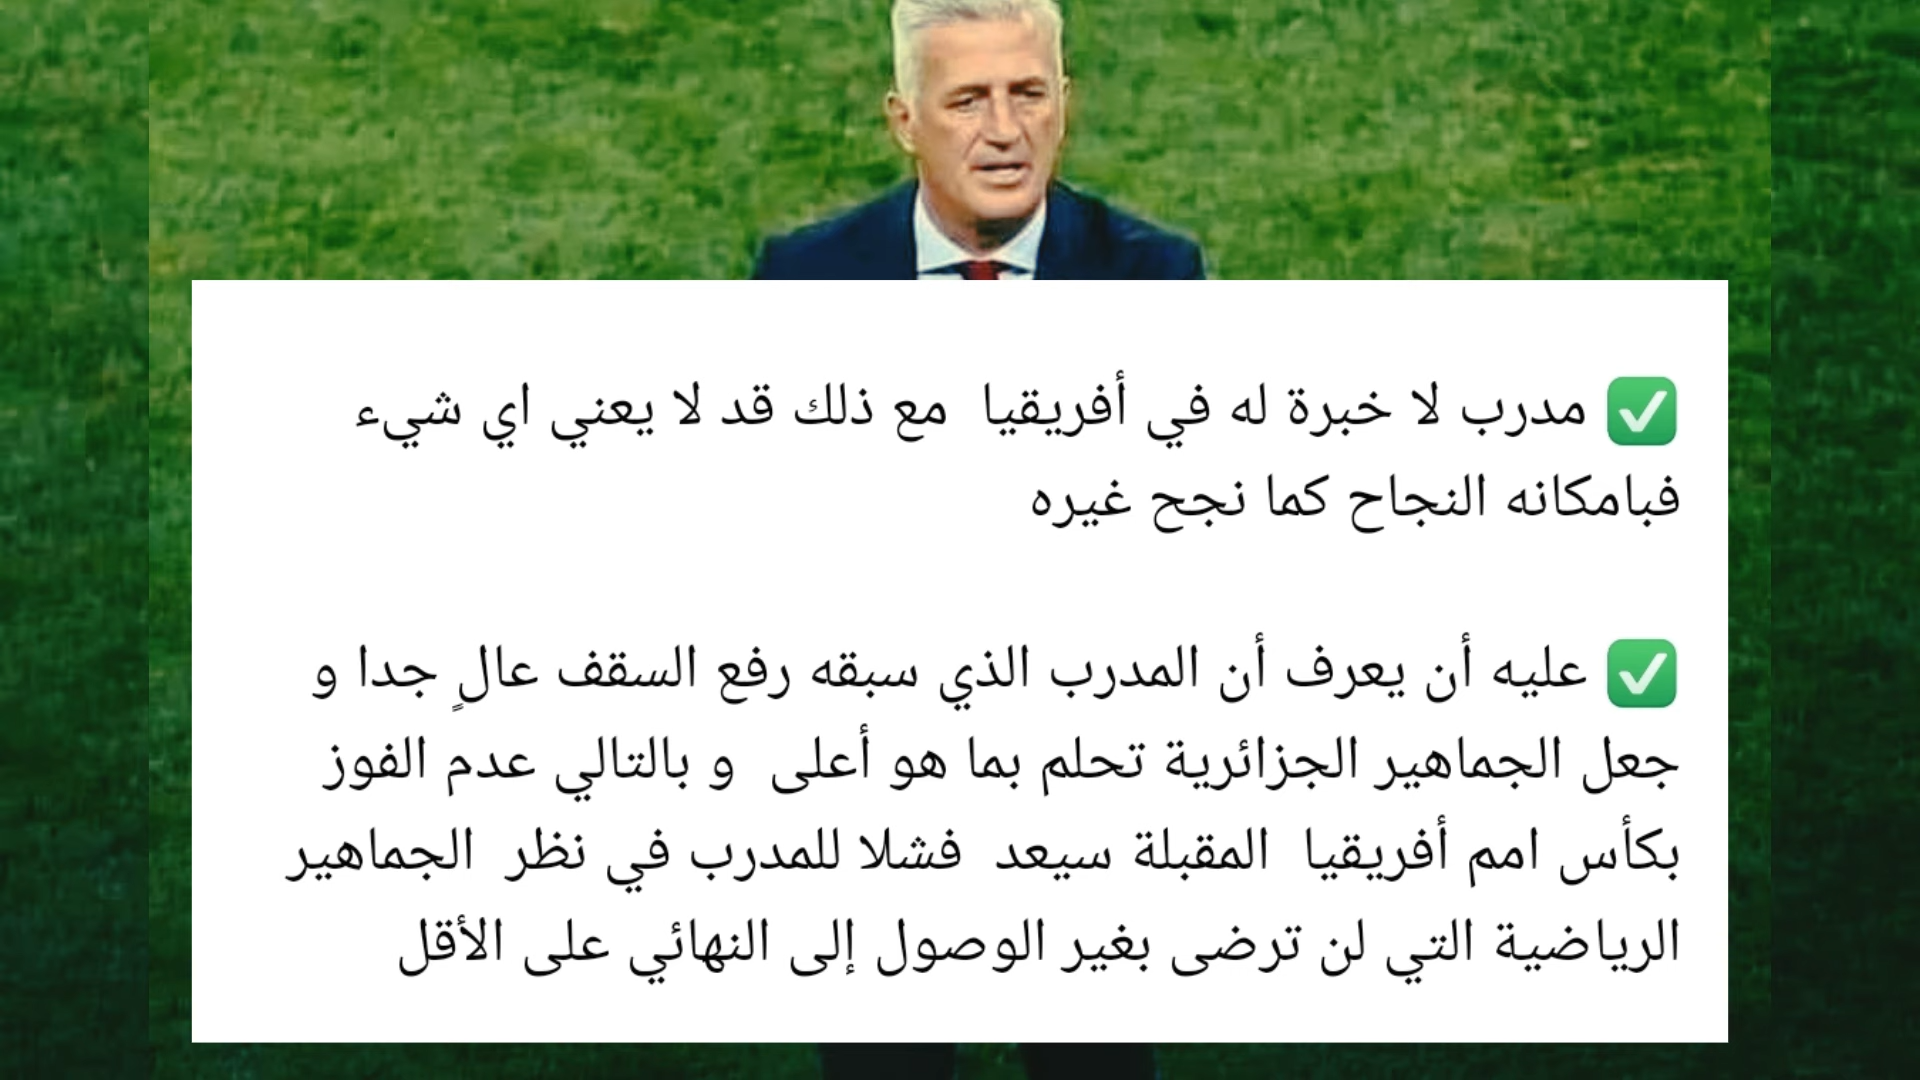 ✅ مدرب لا خبرة له في أفريقيا مع ذلك قد لا يعني اي شيء
فبامكانه النجاح كما نجح غيره
✅ عليه أن يعرف أن المدرب الذي سبقه رفع السقف عالٍ جدا و
جعل الجماهير الجزائرية تحلم بما هو أعلى و بالتالي عدم الفوز
بكأس امم أفريقيا المقبلة سيعد فشلا للمدرب في نظر الجماهير
الرياضية التي لن ترضى بغير الوصول إلى النهائي على الأقل